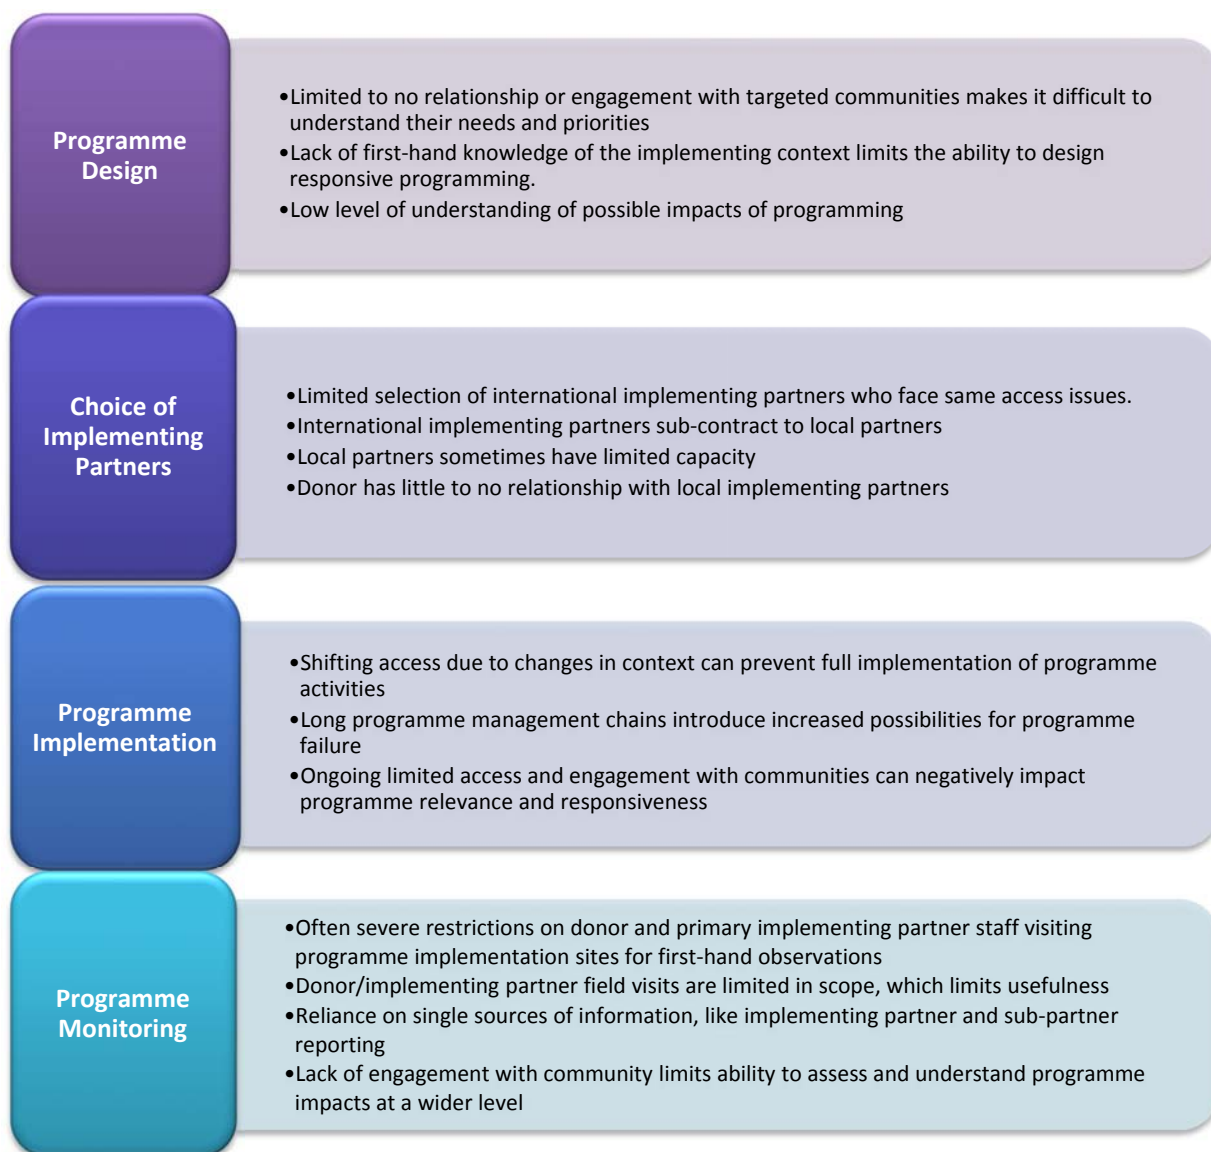 Programme
Design
•Limited to no relationship or engagement with targeted communities makes it difficult to
understand their needs and priorities
•Lack of first-hand knowledge of the implementing context limits the ability to design
responsive programming.
•Low level of understanding of possible impacts of programming
Choice of
Implementing
Partners
•Limited selection of international implementing partners who face same access issues.
•International implementing partners sub-contract to local partners
•Local partners sometimes have limited capacity
•Donor has little to no relationship with local implementing partners
Programme
Implementation
•Shifting access due to changes in context can prevent full implementation of programme
activities
•Long programme management chains introduce increased possibilities for programme
failure
•Ongoing limited access and engagement with communities can negatively impact
programme relevance and responsiveness
Programme
Monitoring
•Often severe restrictions on donor and primary implementing partner staff visiting
programme implementation sites for first-hand observations
•Donor/implementing partner field visits are limited in scope, which limits usefulness
•Reliance on single sources of information, like implementing partner and sub-partner
reporting
•Lack of engagement with community limits ability to assess and understand programme
impacts at a wider level